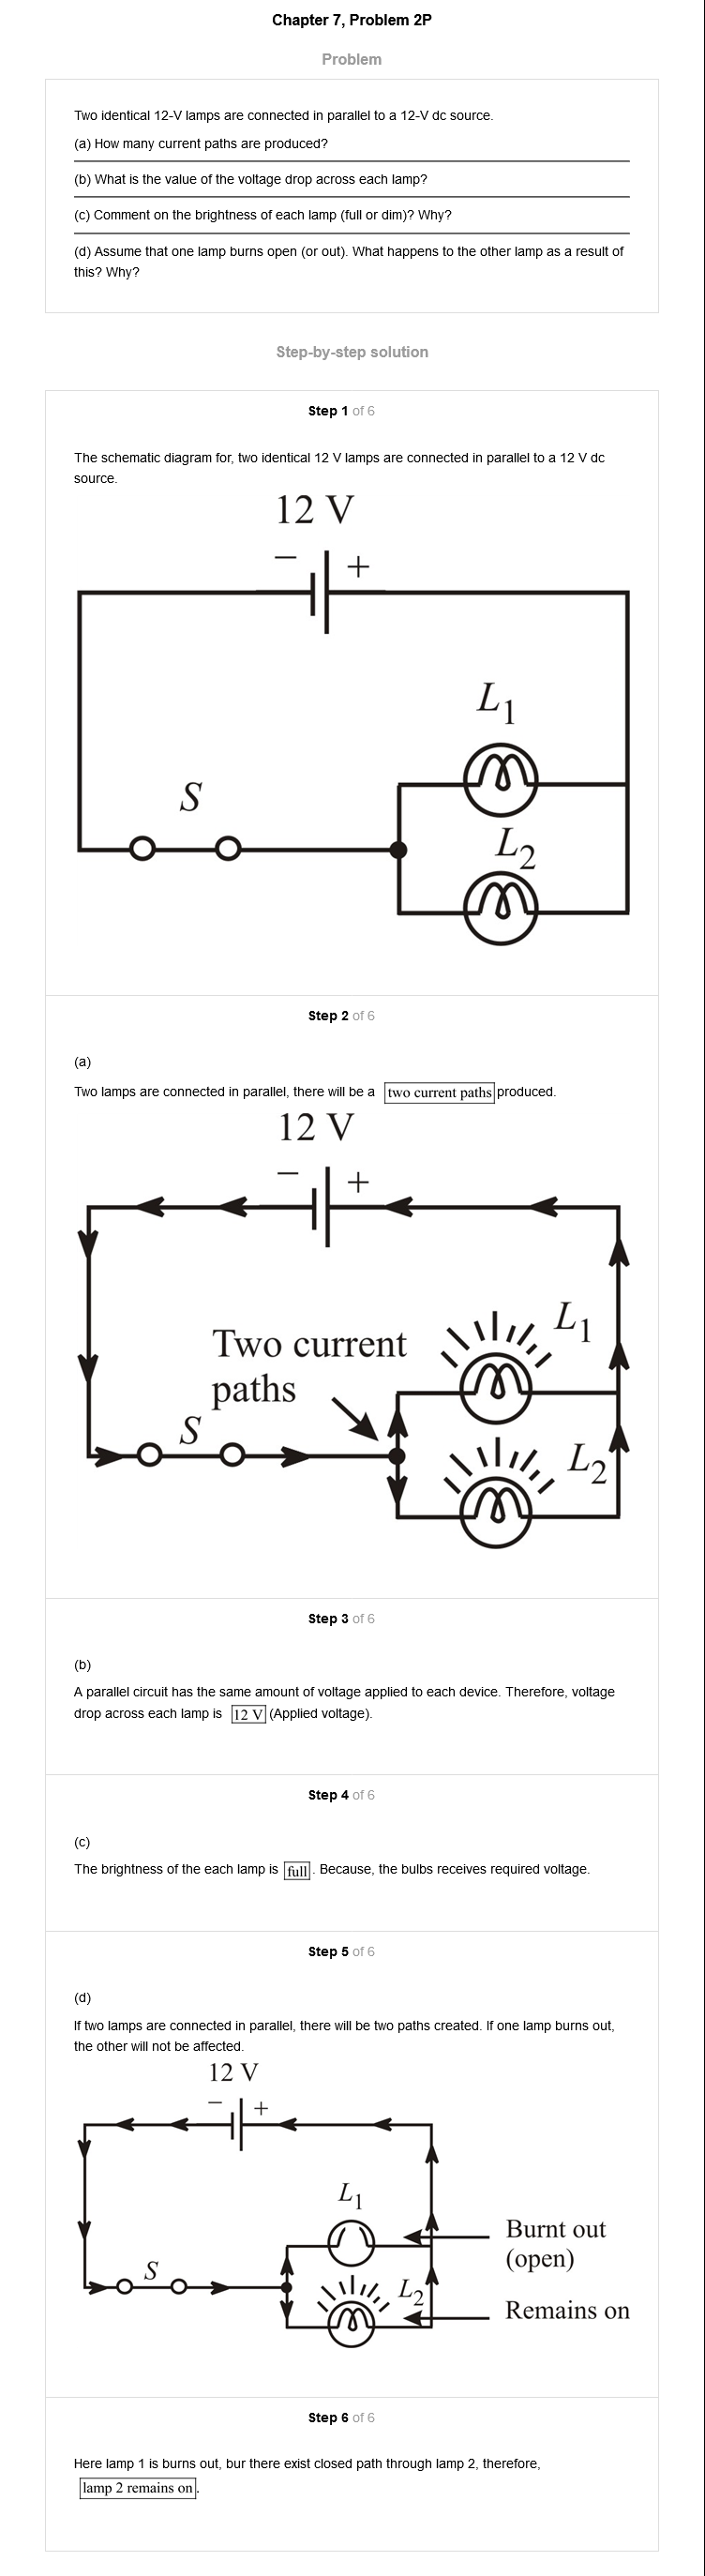 Chapter 7, Problem 2P
Problem
Two identical 12-V lamps are connected in parallel to a 12-V dc source.
(a) How many current paths are produced?
(b) What is the value of the voltage drop across each lamp?
(c) Comment on the brightness of each lamp (full or dim)? Why?
(d) Assume that one lamp burns open (or out). What happens to the other lamp as a result of
this? Why?
Step-by-step solution
Step 1 of 6
The schematic diagram for, two identical 12 V lamps are connected in parallel to a 12 V dc
source.
12 V
− +
L1
S
L2
Step 2 of 6
(a)
Two lamps are connected in parallel, there will be a two current paths produced.
12 V
− +
L1
Two current
paths
S
L2
Step 3 of 6
(b)
A parallel circuit has the same amount of voltage applied to each device. Therefore, voltage
drop across each lamp is 12 V (Applied voltage).
Step 4 of 6
(c)
The brightness of the each lamp is full. Because, the bulbs receives required voltage.
Step 5 of 6
(d)
If two lamps are connected in parallel, there will be two paths created. If one lamp burns out,
the other will not be affected.
12 V
− +
L1
Burnt out
(open)
S
L2
Remains on
Step 6 of 6
Here lamp 1 is burns out, bur there exist closed path through lamp 2, therefore,
lamp 2 remains on.